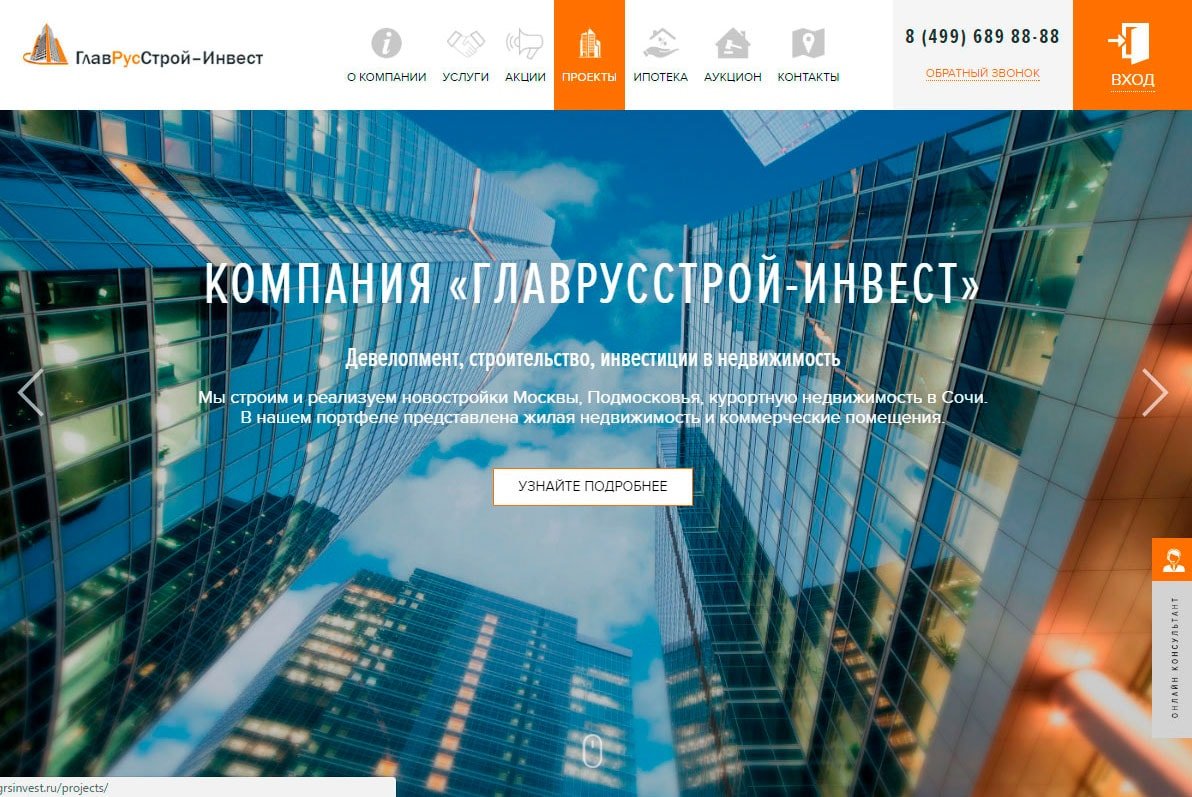 ГлавРусСтрой-Инвест
О КОМПАНИИ УСЛУГИ АКЦИИ ПРОЕКТЫ ИПОТЕКА АУКЦИОН КОНТАКТЫ
8 (499) 689 88-88
ОБРАТНЫЙ ЗВОНОК
ВХОД
КОМПАНИЯ «ГЛАВРУССТРОЙ-ИНВЕСТ»
Девелопмент, строительство, инвестиции в недвижимость
Мы строим и реализуем новостройки Москвы, Подмосковья, курортную недвижимость в Сочи.
В нашем портфеле представлена жилая недвижимость и коммерческие помещения.
УЗНАЙТЕ ПОДРОБНЕЕ
ОНЛАЙН КОНСУЛЬТАНТ
grsinvest.ru/projects/